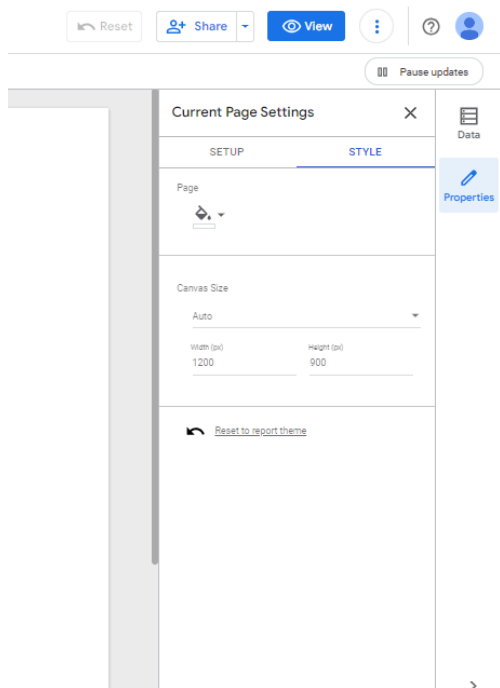 Reset
Share
View
Pause updates
Current Page Settings
Data
SETUP
STYLE
Properties
Page
Canvas Size
Auto
Width (px)
Height (px)
1200
900
Reset to report theme